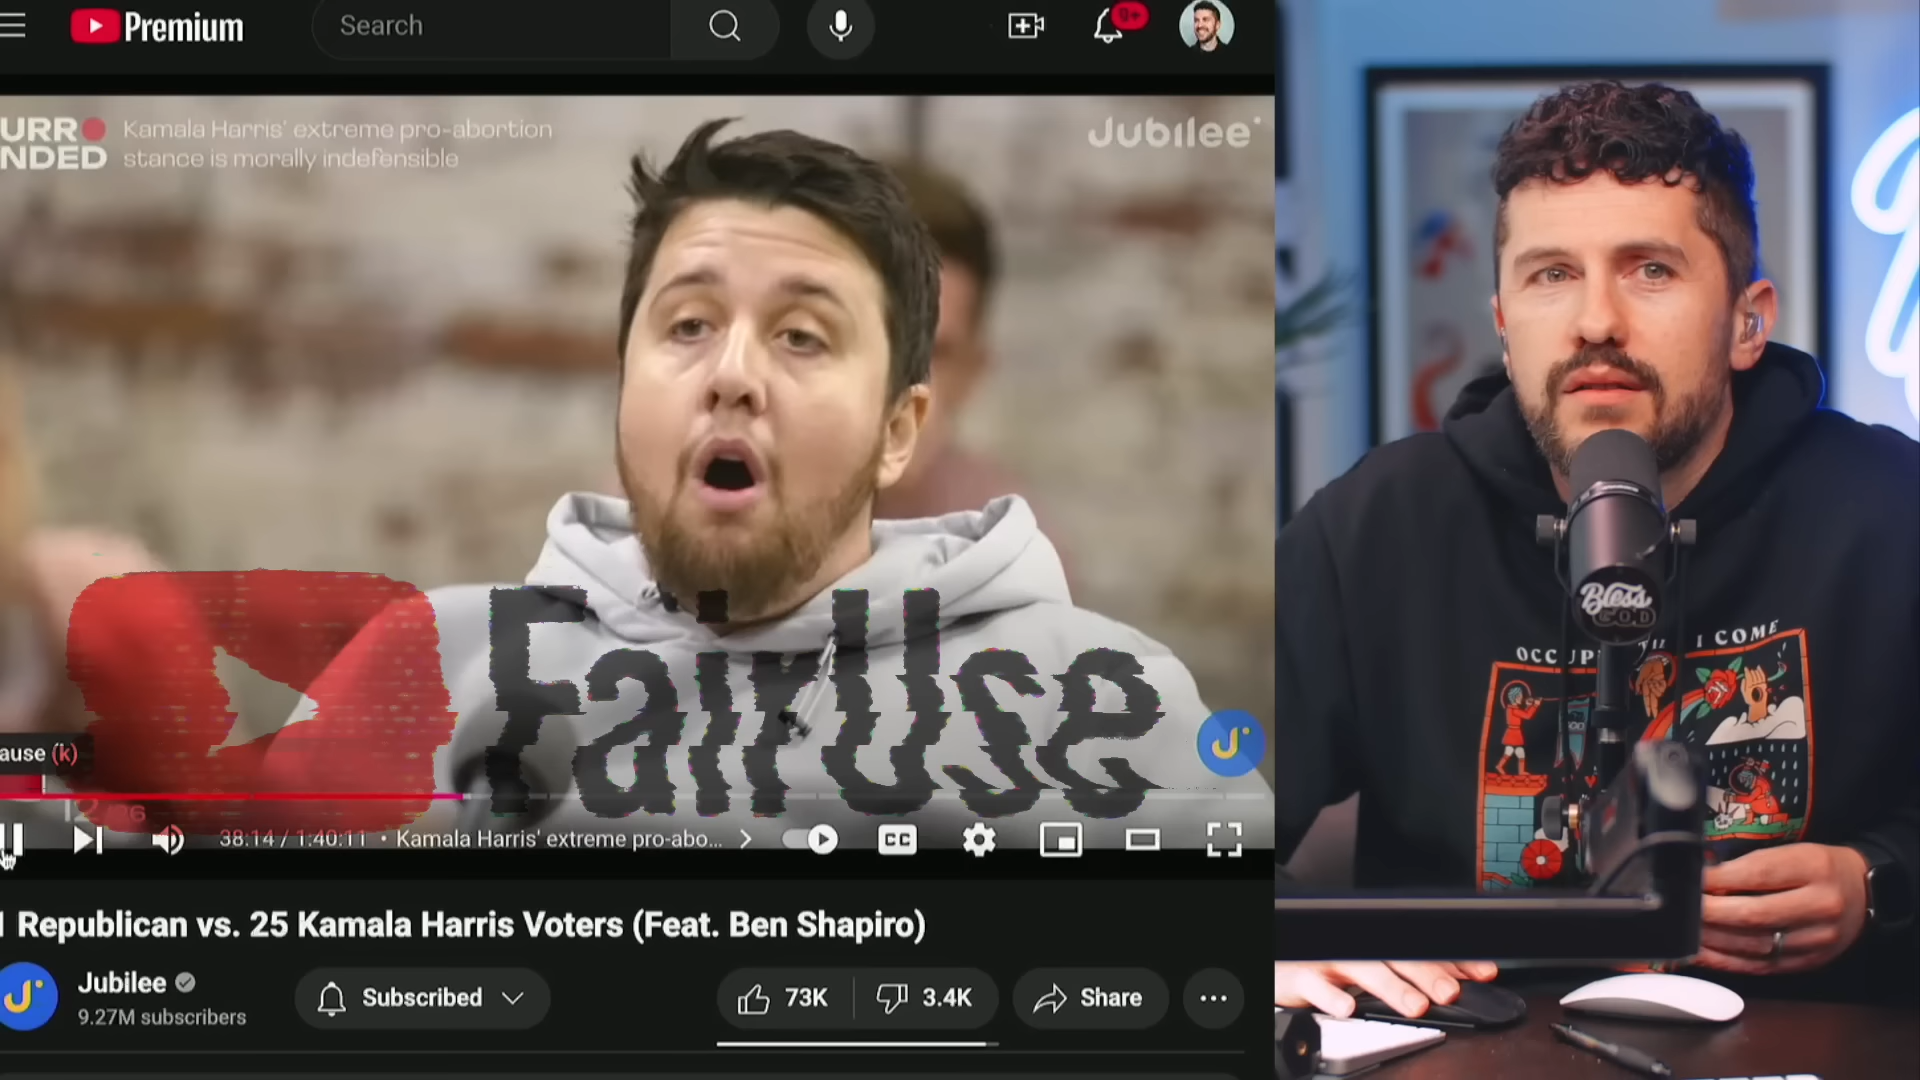 Premium
Search
9+
URR
NDED
Kamala Harris' extreme pro-abortion
stance is morally indefensible
Jubilee
FairUse
ause (k)
38:14 / 1:40:11 • Kamala Harris' extreme pro-abo...
CC
Republican vs. 25 Kamala Harris Voters (Feat. Ben Shapiro)
Jubilee
9.27M subscribers
Subscribed
73K
3.4K
Share
Bless
GOD
I COME